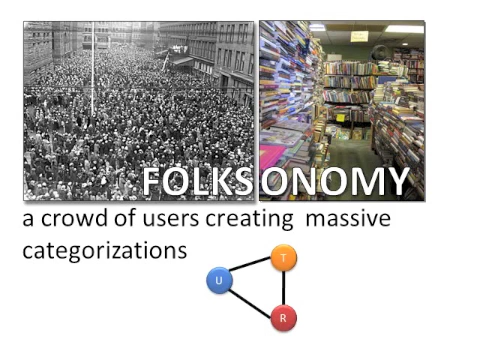 FOLKSONOMY
a crowd of users creating  massive
categorizations
T
U
R